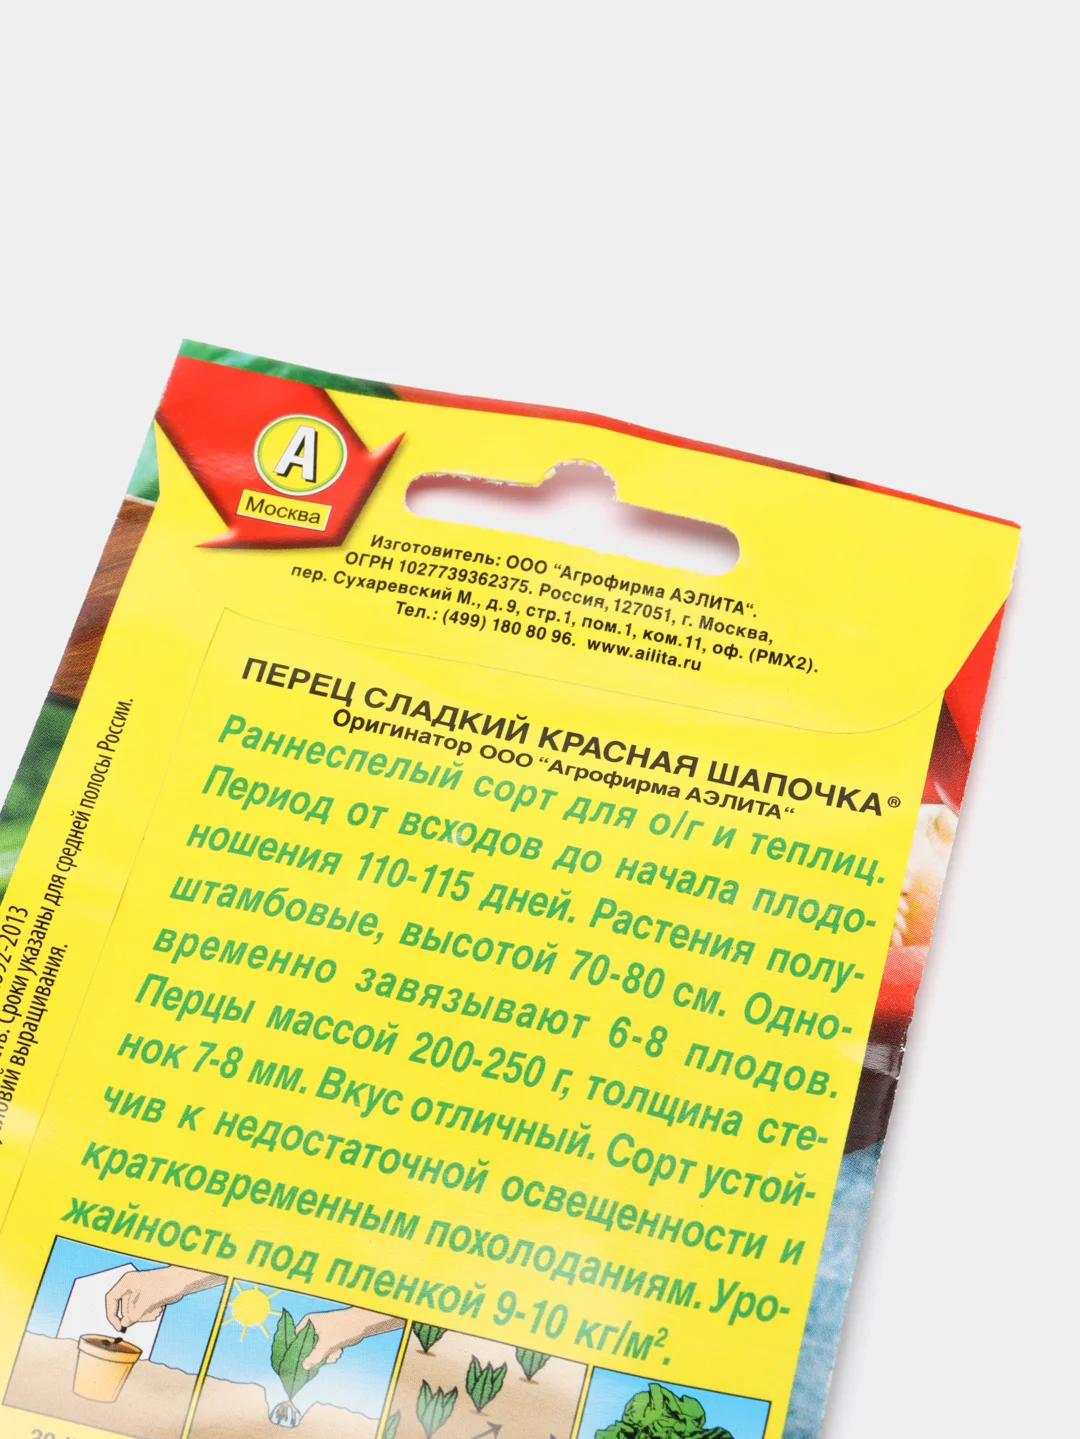 А
Москва
Изготовитель: ООО “Агрофирма АЭЛИТА“.
ОГРН 1027739362375. Россия, 127051, г. Москва,
пер. Сухаревский М., д.9, стр.1, пом.1, ком.11, оф. (РМХ2).
Тел.: (499) 180 80 96. www.ailita.ru
ПЕРЕЦ СЛАДКИЙ КРАСНАЯ ШАПОЧКА®
Оригинатор ООО “Агрофирма АЭЛИТА“
Раннеспелый сорт для о/г и теплиц.
Период от всходов до начала плодо-
ношения 110-115 дней. Растения полу-
штамбовые, высотой 70-80 см. Одно-
временно завязывают 6-8 плодов.
Перцы массой 200-250 г, толщина сте-
нок 7-8 мм. Вкус отличный. Сорт устой-
чив к недостаточной освещенности и
кратковременным похолоданиям. Уро-
жайность под пленкой 9-10 кг/м².
2-2013
Сроки указаны для средней полосы России.
выращивания.